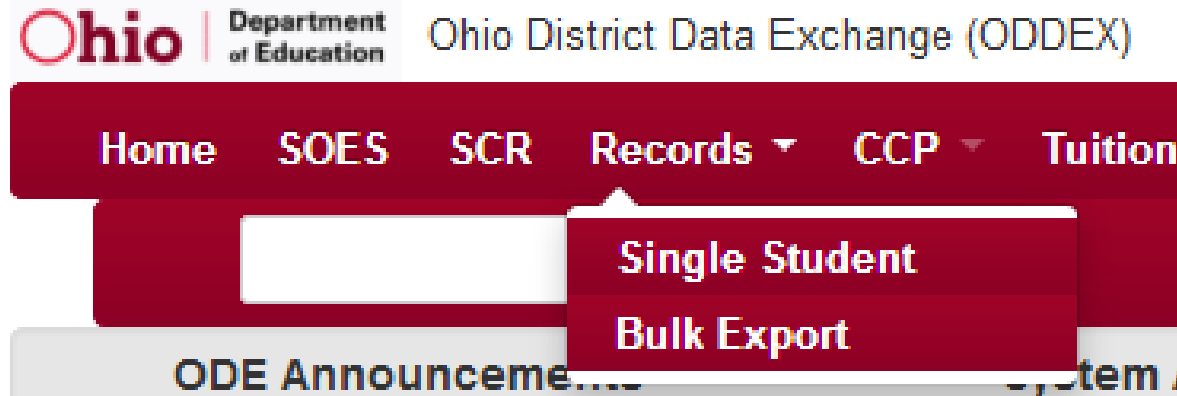 Ohio Department of Education Ohio District Data Exchange (ODDEX)
Home SOES SCR Records CCP Tuition
Single Student
Bulk Export
ODE